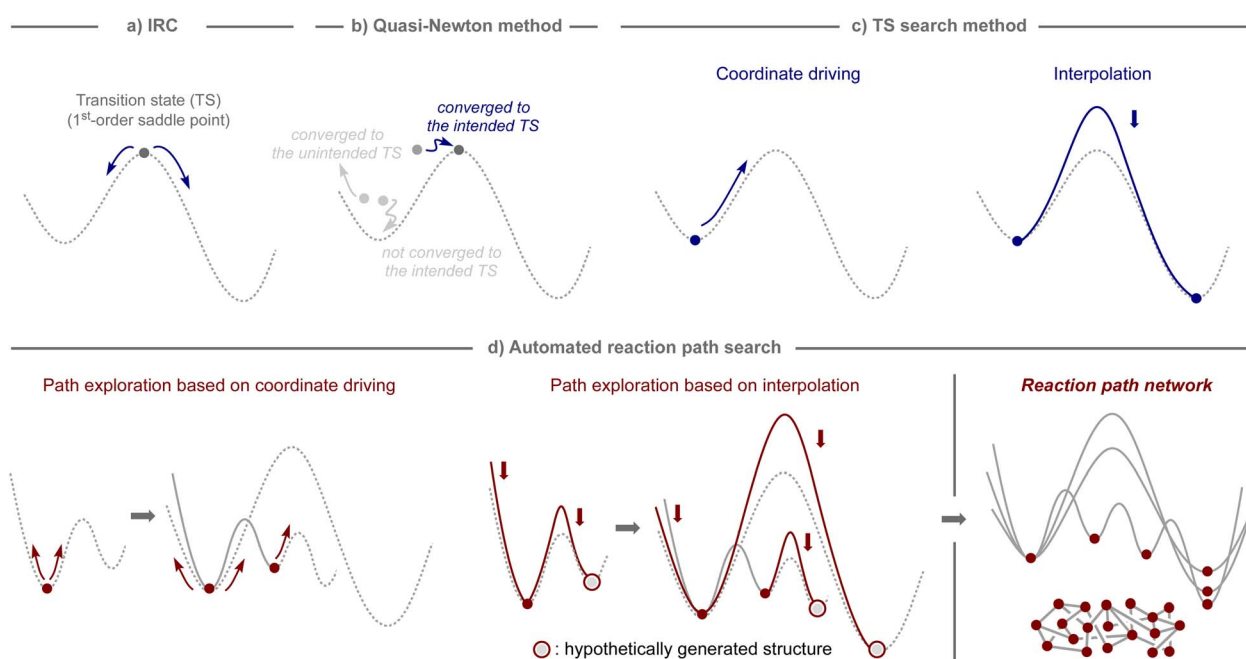 a) IRC
b) Quasi-Newton method
c) TS search method
Transition state (TS)
(1st-order saddle point)
converged to
the unintended TS
converged to
the intended TS
not converged to
the intended TS
Coordinate driving
Interpolation
d) Automated reaction path search
Path exploration based on coordinate driving
Path exploration based on interpolation
Reaction path network
: hypothetically generated structure